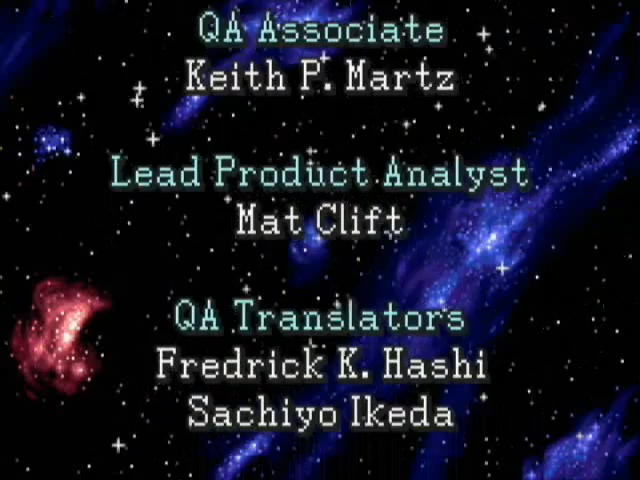 QA Associate
Keith P. Martz
Lead Product Analyst
Mat Clift
QA Translators
Fredrick K. Hashi
Sachiyo Ikeda